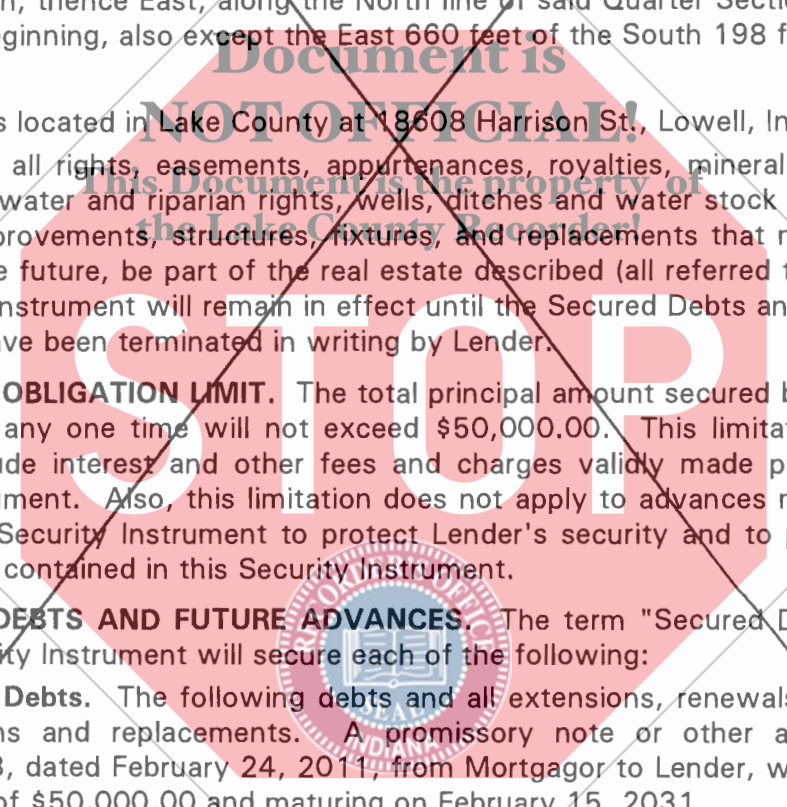 thence East, along the North line of said Quarter Section
ginning, also except the East 660 feet of the South 198 f
Document is
NOT OFFICIAL!
s located in Lake County at 18608 Harrison St., Lowell, In
all rights, easements, appurtenances, royalties, mineral
This Document is the property of
water and riparian rights, wells, ditches and water stock
the Lake County Recorder!
provements, structures, fixtures, and replacements that
e future, be part of the real estate described (all referred
nstrument will remain in effect until the Secured Debts an
ve been terminated in writing by Lender.
STOP
OBLIGATION LIMIT. The total principal amount secured b
any one time will not exceed $50,000.00. This limita
ude interest and other fees and charges validly made p
ument. Also, this limitation does not apply to advances
Security Instrument to protect Lender's security and to
contained in this Security Instrument.
RECORDER'S OFFICE
DEBTS AND FUTURE ADVANCES. The term "Secured D
ity Instrument will secure each of the following:
Debts. The following debts and all extensions, renewals
SEAL
ns and replacements. A promissory note or other a
INDIANA
3, dated February 24, 2011, from Mortgagor to Lender, w
of $50,000.00 and maturing on February 15, 2031